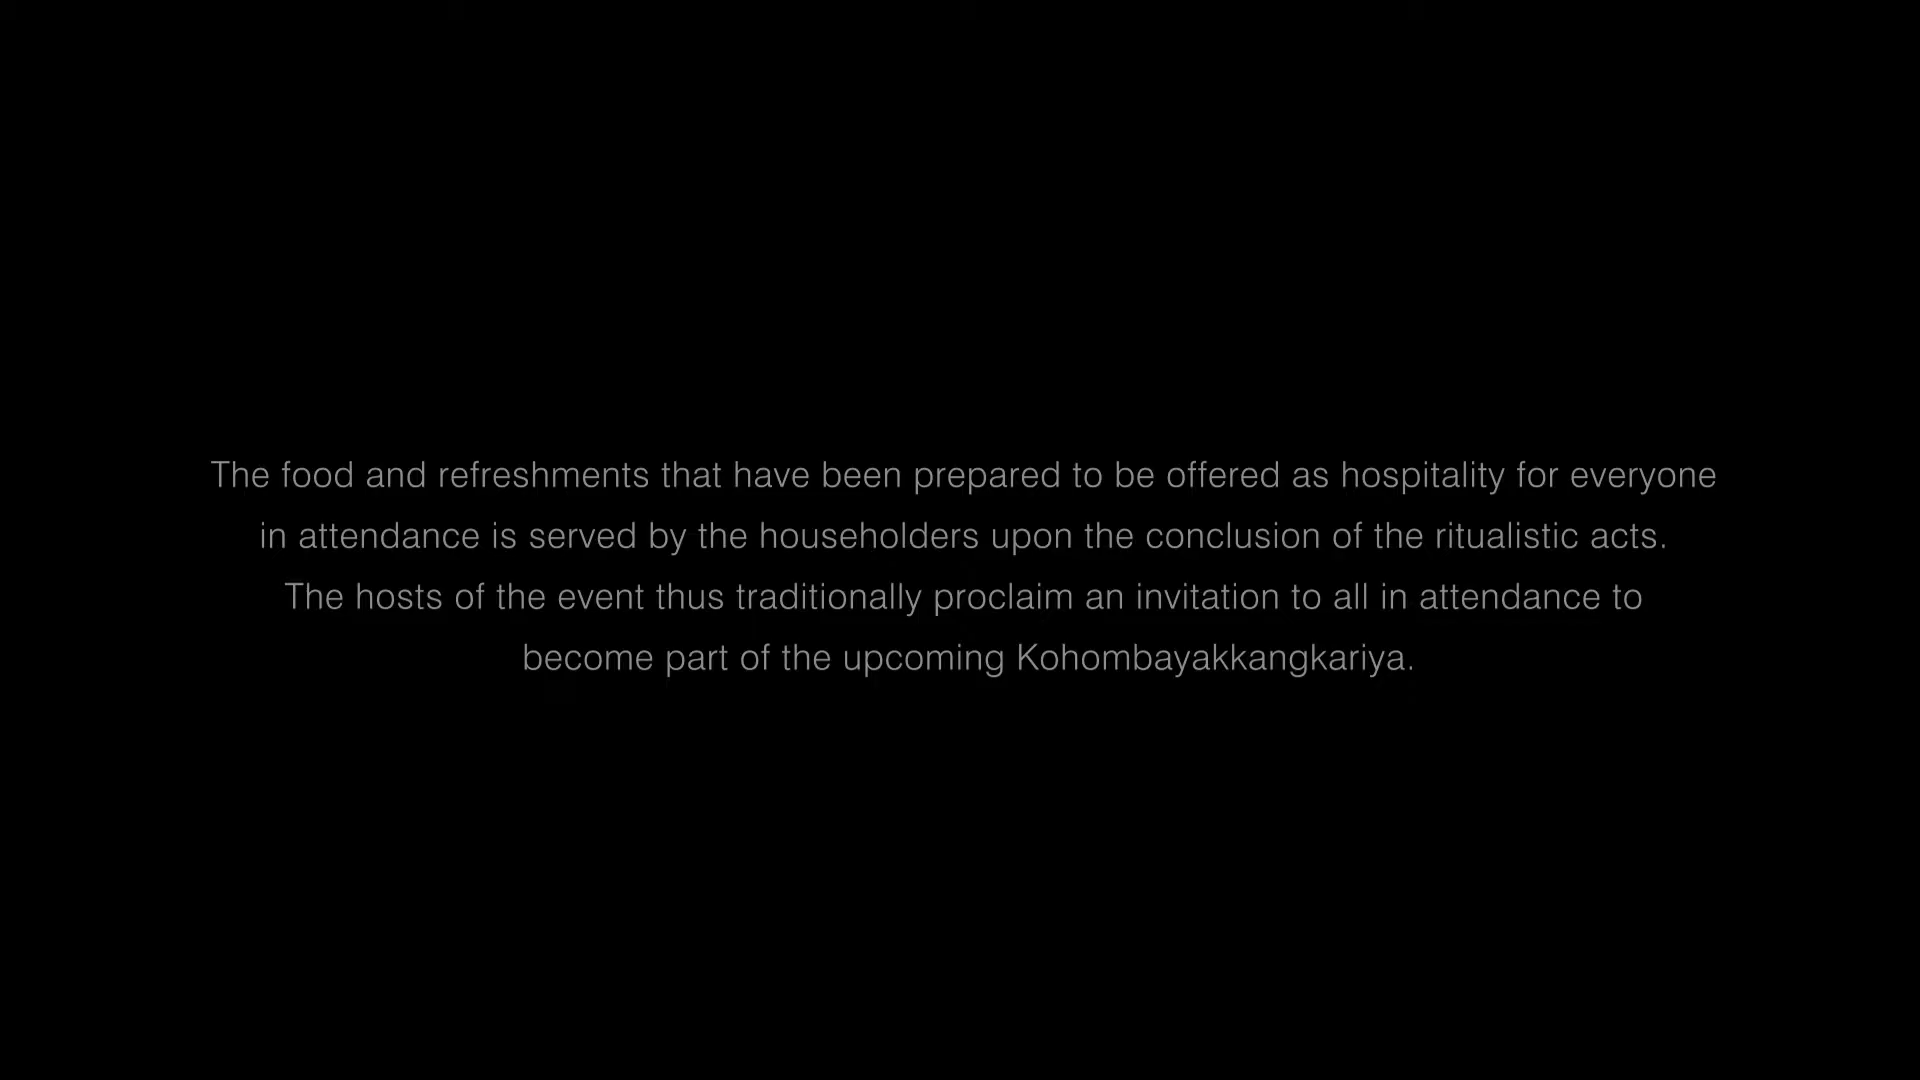 The food and refreshments that have been prepared to be offered as hospitality for everyone
in attendance is served by the householders upon the conclusion of the ritualistic acts.
The hosts of the event thus traditionally proclaim an invitation to all in attendance to
become part of the upcoming Kohombayakkangkariya.